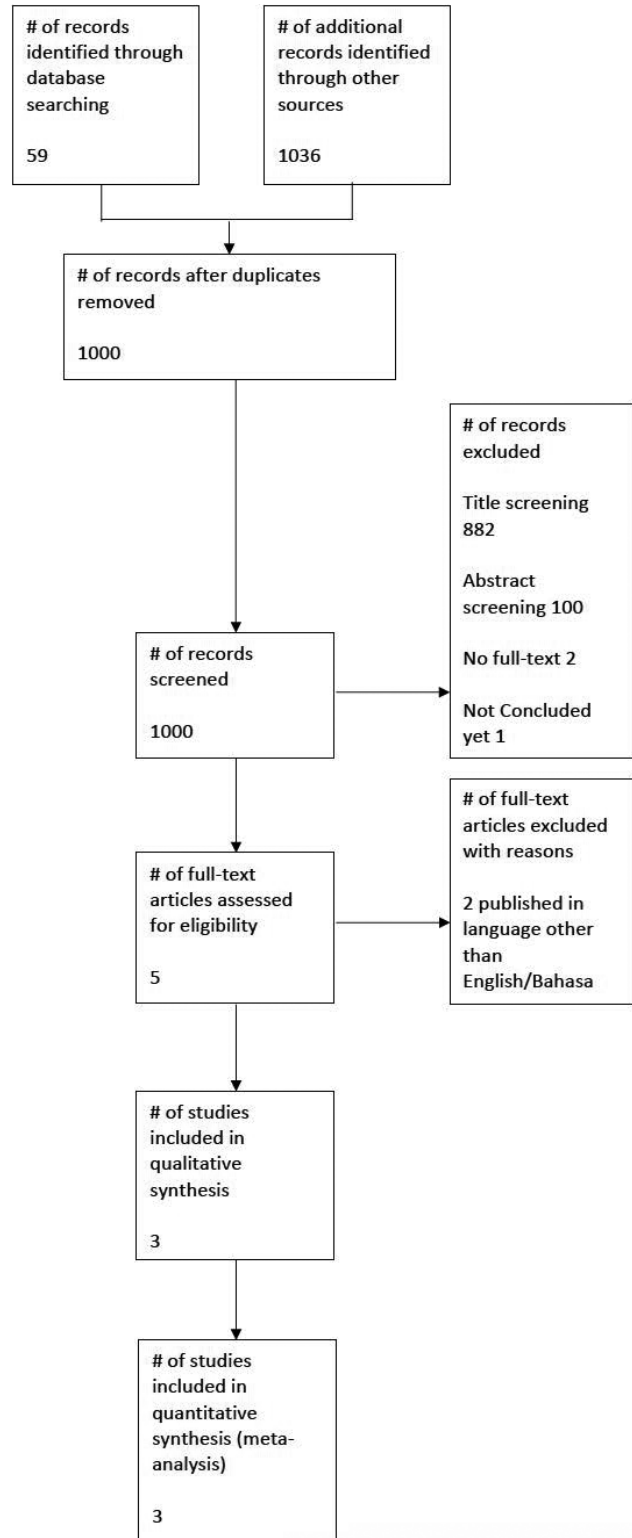 # of records
identified through
database
searching
59
# of additional
records identified
through other
sources
1036
# of records after duplicates
removed
1000
# of records
excluded
Title screening
882
Abstract
screening 100
No full-text 2
Not Concluded
yet 1
# of records
screened
1000
# of full-text
articles excluded
with reasons
2 published in
language other
than
English/Bahasa
# of full-text
articles assessed
for eligibility
5
# of studies
included in
qualitative
synthesis
3
# of studies
included in
quantitative
synthesis (meta-
analysis)
3